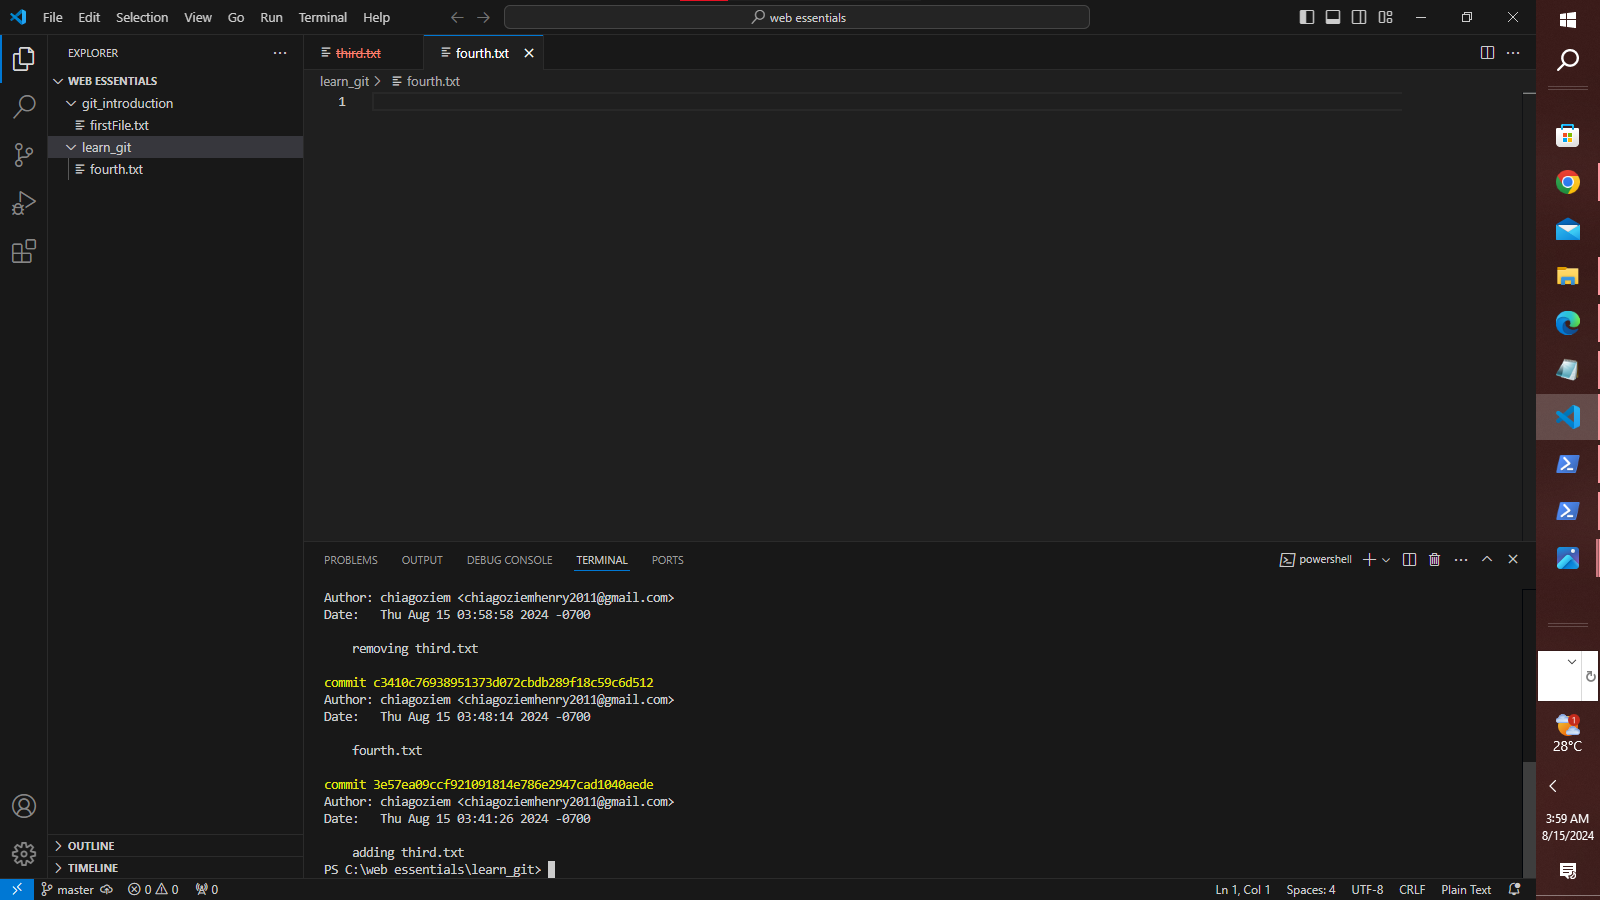 File Edit Selection View Go Run Terminal Help
web essentials
EXPLORER
WEB ESSENTIALS
git_introduction
firstFile.txt
learn_git
fourth.txt
OUTLINE
TIMELINE
third.txt
fourth.txt
learn_git > fourth.txt
1
PROBLEMS OUTPUT DEBUG CONSOLE TERMINAL PORTS
powershell
Author: chiagoziem <chiagoziemhenry2011@gmail.com>
Date:   Thu Aug 15 03:58:58 2024 -0700
removing third.txt
commit c3410c76938951373d072cbdb289f18c59c6d512
Author: chiagoziem <chiagoziemhenry2011@gmail.com>
Date:   Thu Aug 15 03:48:14 2024 -0700
fourth.txt
commit 3e57ea09ccf921091814e786e2947cad1040aede
Author: chiagoziem <chiagoziemhenry2011@gmail.com>
Date:   Thu Aug 15 03:41:26 2024 -0700
adding third.txt
PS C:\web essentials\learn_git>
master 0 0 0
Ln 1, Col 1 Spaces: 4 UTF-8 CRLF Plain Text
1
28°C
3:59 AM
8/15/2024